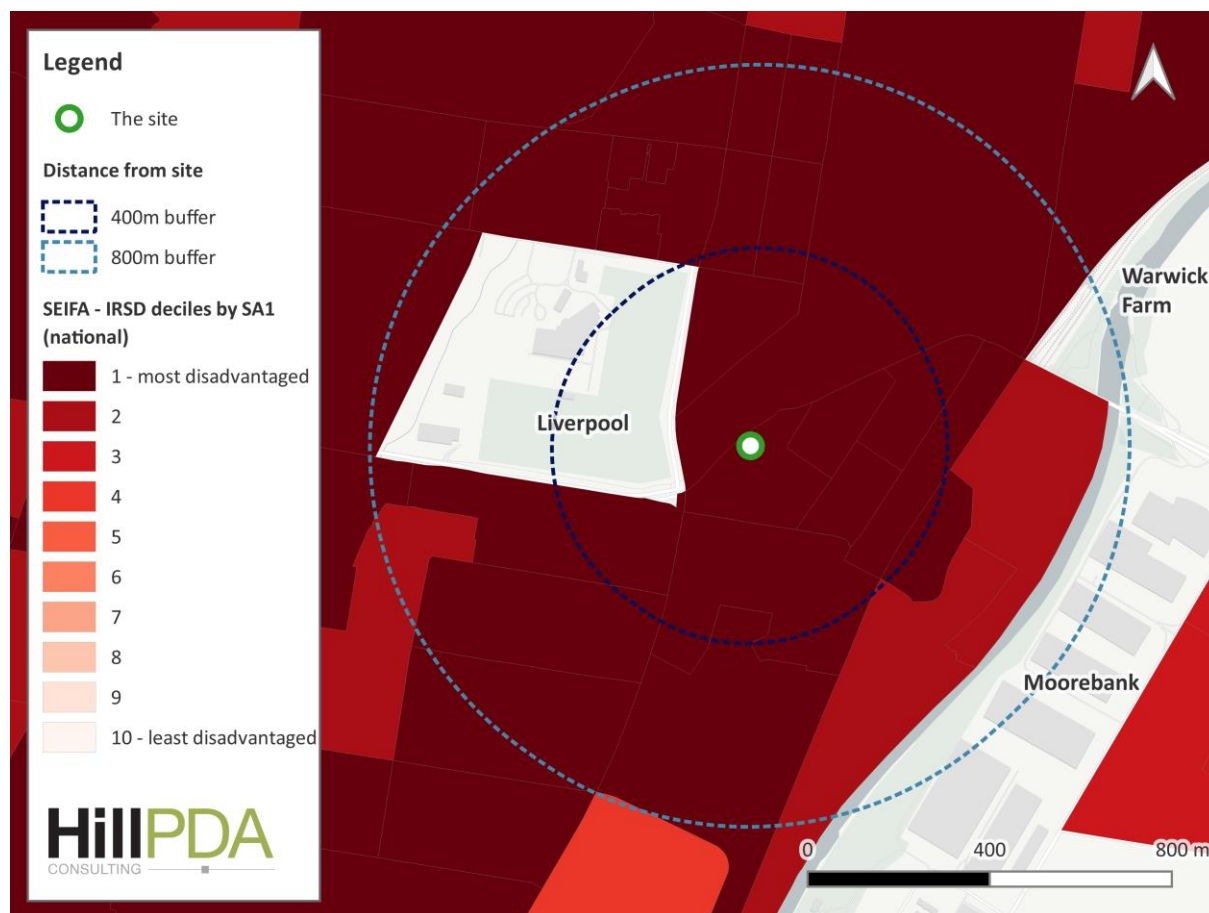 Legend
The site
Distance from site
400m buffer
800m buffer
SEIFA - IRSD deciles by SA1
(national)
1 - most disadvantaged
2
3
4
5
6
7
8
9
10 - least disadvantaged
HillPDA
CONSULTING
Liverpool
Warwick
Farm
Moorebank
0 400 800 m